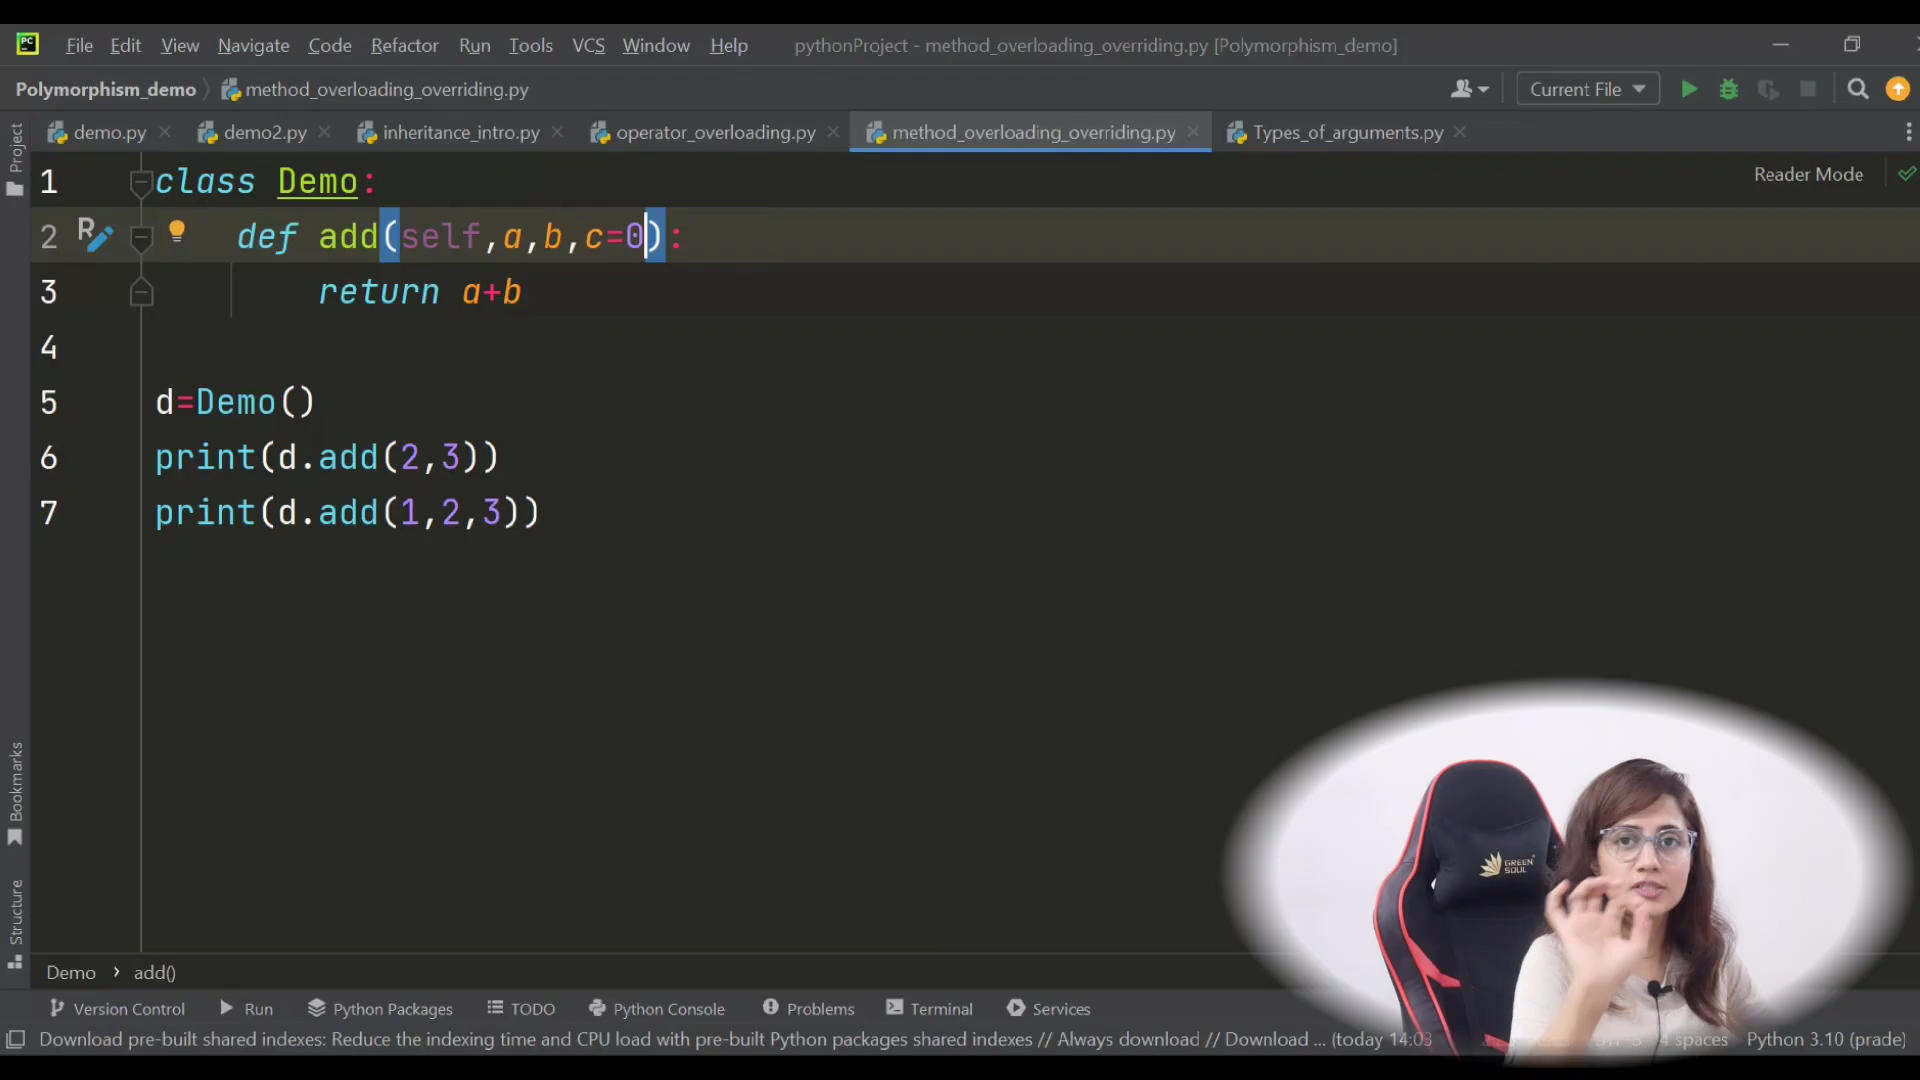 PC
File Edit View Navigate Code Refactor Run Tools VCS Window Help pythonProject - method_overloading_overriding.py [Polymorphism_demo]
Polymorphism_demo method_overloading_overriding.py Current File
demo.py demo2.py inheritance_intro.py operator_overloading.py method_overloading_overriding.py Types_of_arguments.py
Project
Reader Mode
1 class Demo:
2 def add(self,a,b,c=0):
3 return a+b
4
5 d=Demo()
6 print(d.add(2,3))
7 print(d.add(1,2,3))
Bookmarks
Structure
GREEN
SOUL
Demo › add()
Version Control Run Python Packages TODO Python Console Problems Terminal Services
Download pre-built shared indexes: Reduce the indexing time and CPU load with pre-built Python packages shared indexes // Always download // Download ... (today 14:03 4 spaces Python 3.10 (prade)